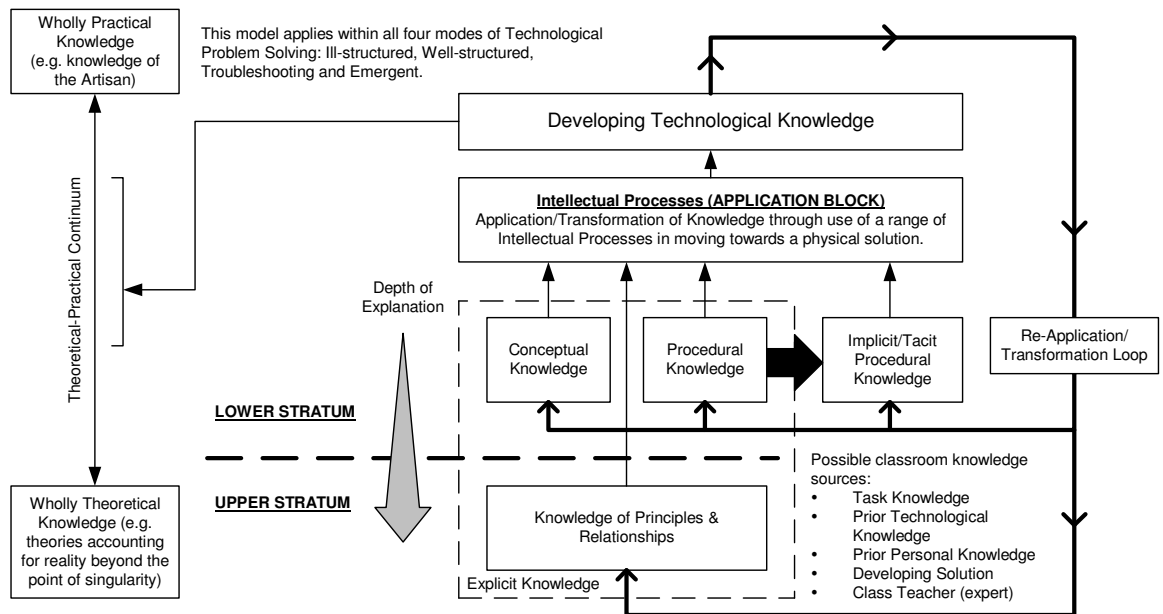 Wholly Practical
Knowledge
(e.g. knowledge of
the Artisan)
This model applies within all four modes of Technological
Problem Solving: Ill-structured, Well-structured,
Troubleshooting and Emergent.
Developing Technological Knowledge
Intellectual Processes (APPLICATION BLOCK)
Application/Transformation of Knowledge through use of a range of
Intellectual Processes in moving towards a physical solution.
Theoretical-Practical Continuum
Depth of
Explanation
Conceptual
Knowledge
Procedural
Knowledge
Implicit/Tacit
Procedural
Knowledge
Re-Application/
Transformation Loop
LOWER STRATUM
UPPER STRATUM
Wholly Theoretical
Knowledge (e.g.
theories accounting
for reality beyond the
point of singularity)
Knowledge of Principles &
Relationships
Explicit Knowledge
Possible classroom knowledge
sources:
• Task Knowledge
• Prior Technological
Knowledge
• Prior Personal Knowledge
• Developing Solution
• Class Teacher (expert)